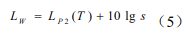 L_W = L_{P2}(T) + 10 lg s (5)